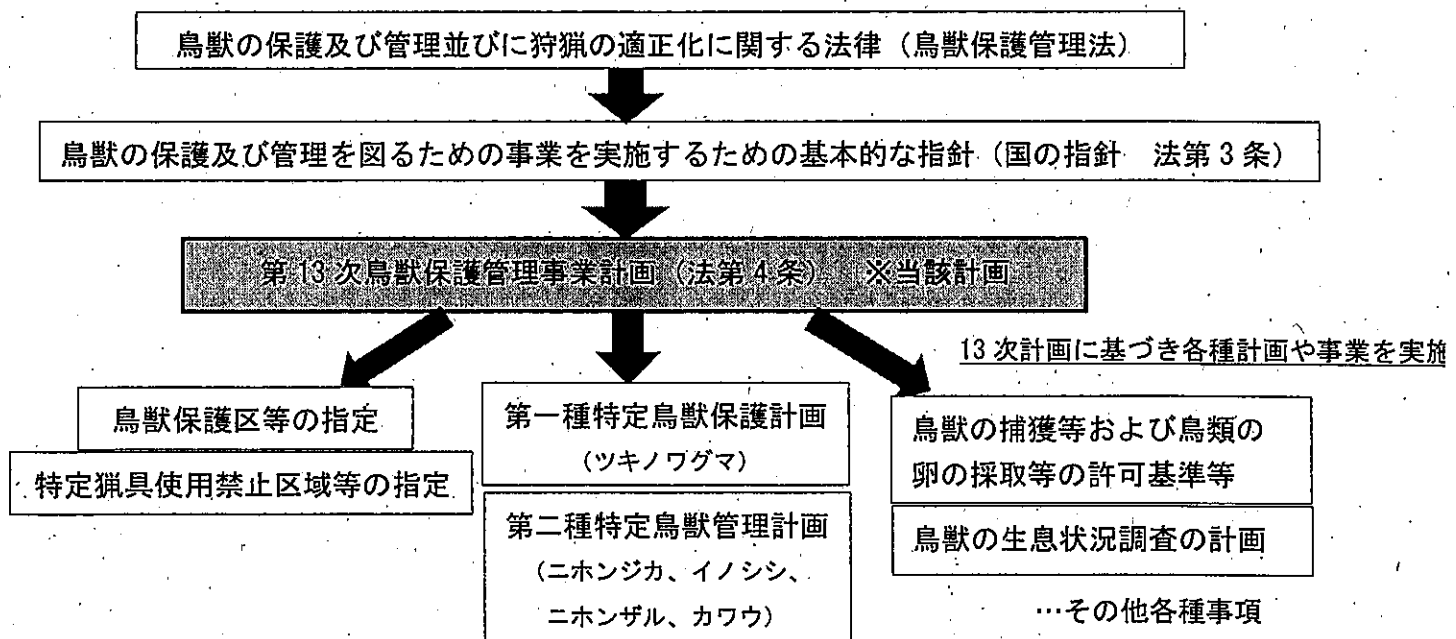 鳥獣の保護及び管理並びに狩猟の適正化に関する法律(鳥獣保護管理法)
鳥獣の保護及び管理を図るための事業を実施するための基本的な指針(国の指針 法第3条)
第13次鳥獣保護管理事業計画(法第4条) ※当該計画
13次計画に基づき各種計画や事業を実施
鳥獣保護区等の指定
特定猟具使用禁止区域等の指定
第一種特定鳥獣保護計画
(ツキノワグマ)
第二種特定鳥獣管理計画
(ニホンジカ、イノシシ、
ニホンザル、カワウ)
鳥獣の捕獲等および鳥類の
卵の採取等の許可基準等
鳥獣の生息状況調査の計画
…その他各種事項